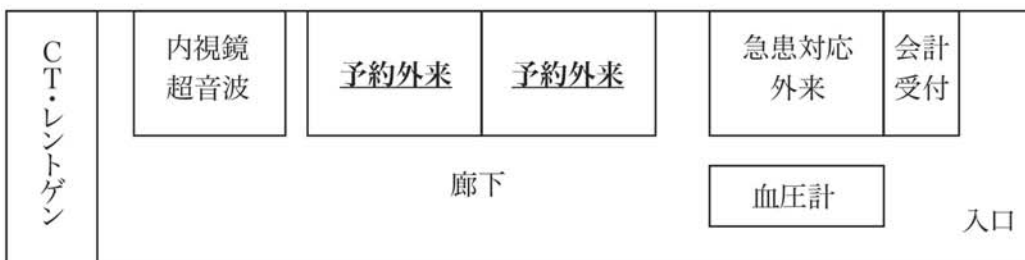 CT・レントゲン
内視鏡
超音波
予約外来
予約外来
急患対応
外来
会計
受付
廊下
血圧計
入口